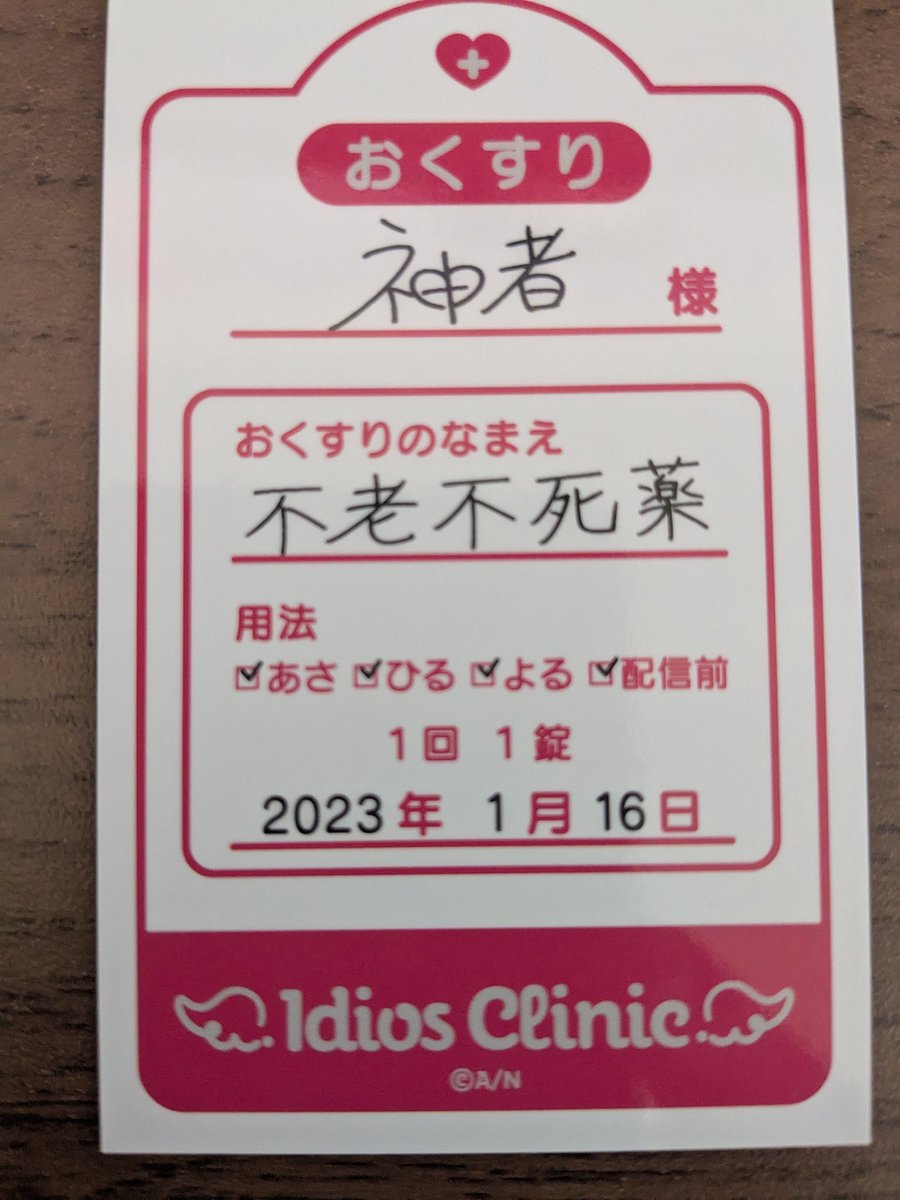 おくすり
神者 様
おくすりのなまえ
不老不死薬
用法
☑あさ ☑ひる ☑よる ☑配信前
1回 1錠
2023年 1月 16日
Idios Clinic
©A/N